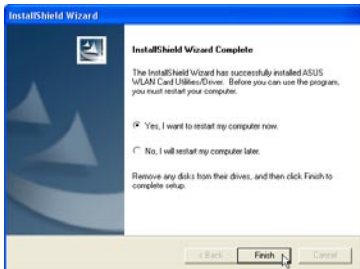 InstallShield Wizard
InstallShield Wizard Complete
The InstallShield Wizard has successfully installed ASUS
WLAN Card Utilities/Driver. Before you can use the program,
you must restart your computer.
Yes, I want to restart my computer now.
No, I will restart my computer later.
Remove any disks from their drives, and then click Finish to
complete setup.
< Back Finish Cancel